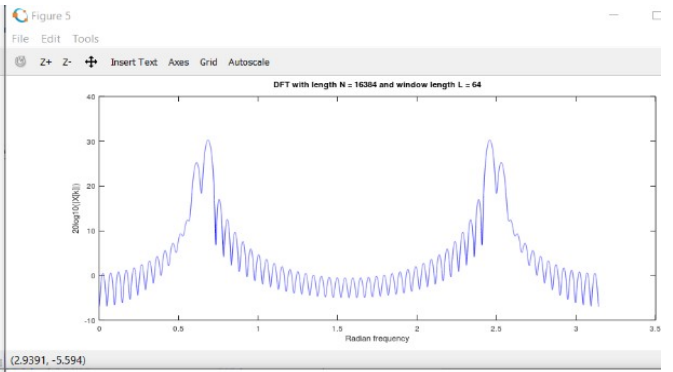 Figure 5
File Edit Tools
Z+ Z- Insert Text Axes Grid Autoscale
DFT with length N = 16384 and window length L = 64
40
30
20
10
0
-10
20log10(|X[k]|)
0 0.5 1 1.5 2 2.5 3 3.5
Radian frequency
(2.9391, -5.594)